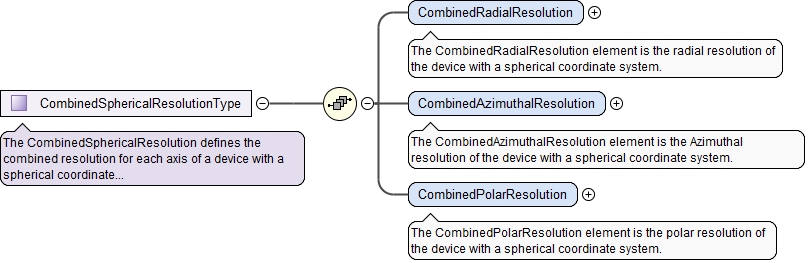 CombinedRadialResolution
The CombinedRadialResolution element is the radial resolution of
the device with a spherical coordinate system.
CombinedSphericalResolutionType
The CombinedSphericalResolution defines the
combined resolution for each axis of a device with a
spherical coordinate...
CombinedAzimuthalResolution
The CombinedAzimuthalResolution element is the Azimuthal
resolution of the device with a spherical coordinate system.
CombinedPolarResolution
The CombinedPolarResolution element is the polar resolution of
the device with a spherical coordinate system.